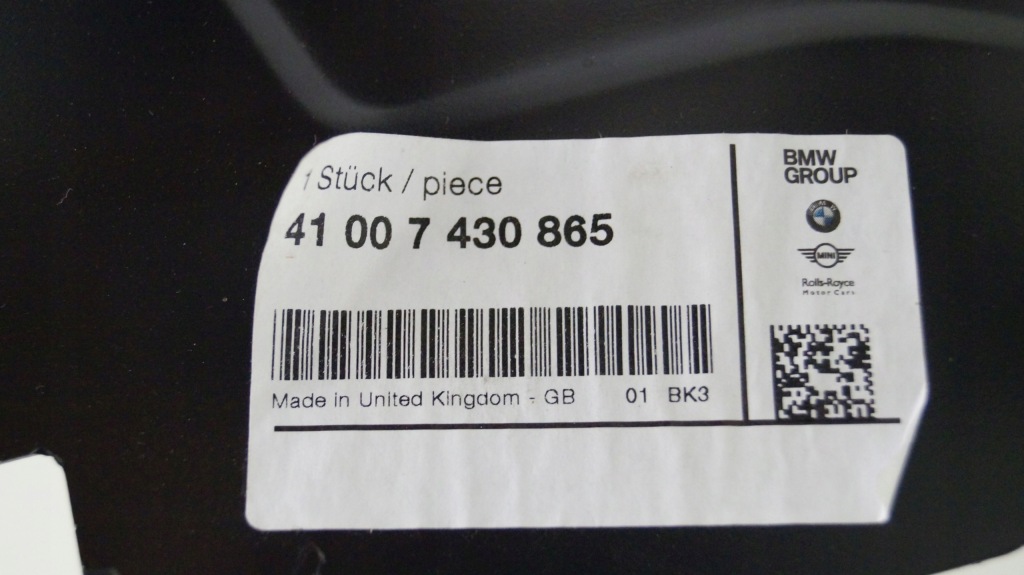 1 Stück / piece
41 00 7 430 865
Made in United Kingdom - GB 01 BK3
BMW
GROUP
MINI
Rolls-Royce
Motor Cars